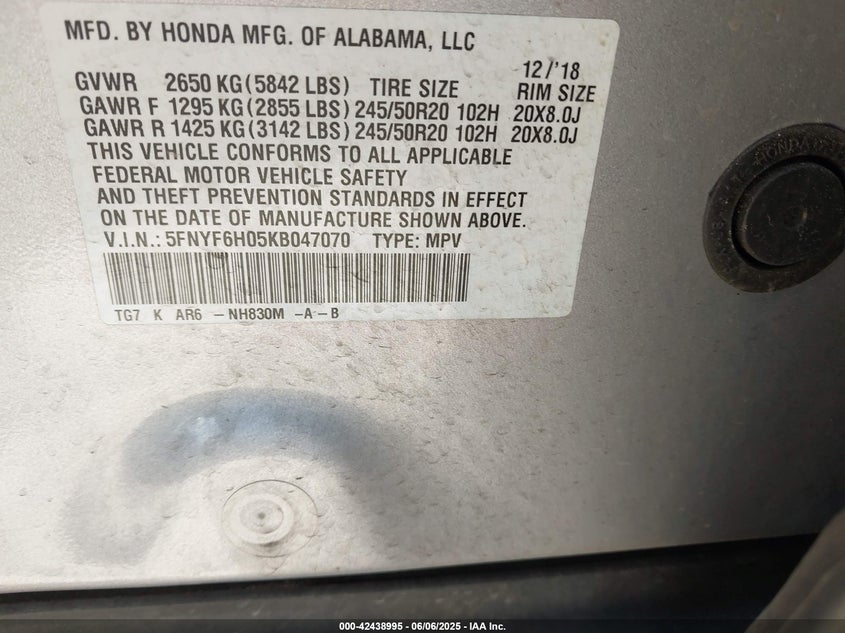 MFD. BY HONDA MFG. OF ALABAMA, LLC
12/'18
GVWR 2650 KG(5842 LBS) TIRE SIZE RIM SIZE
GAWR F 1295 KG(2855 LBS) 245/50R20 102H 20X8.0J
GAWR R 1425 KG(3142 LBS) 245/50R20 102H 20X8.0J
THIS VEHICLE CONFORMS TO ALL APPLICABLE
FEDERAL MOTOR VEHICLE SAFETY
AND THEFT PREVENTION STANDARDS IN EFFECT
ON THE DATE OF MANUFACTURE SHOWN ABOVE.
V.I.N.: 5FNYF6H05KB047070 TYPE: MPV
TG7 K AR6 -NH830M -A-B
HONDA
000-42438995 - 06/06/2025 - IAA Inc.